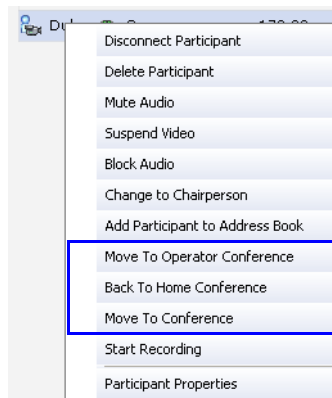 Disconnect Participant
Delete Participant
Mute Audio
Suspend Video
Block Audio
Change to Chairperson
Add Participant to Address Book
Move To Operator Conference
Back To Home Conference
Move To Conference
Start Recording
Participant Properties